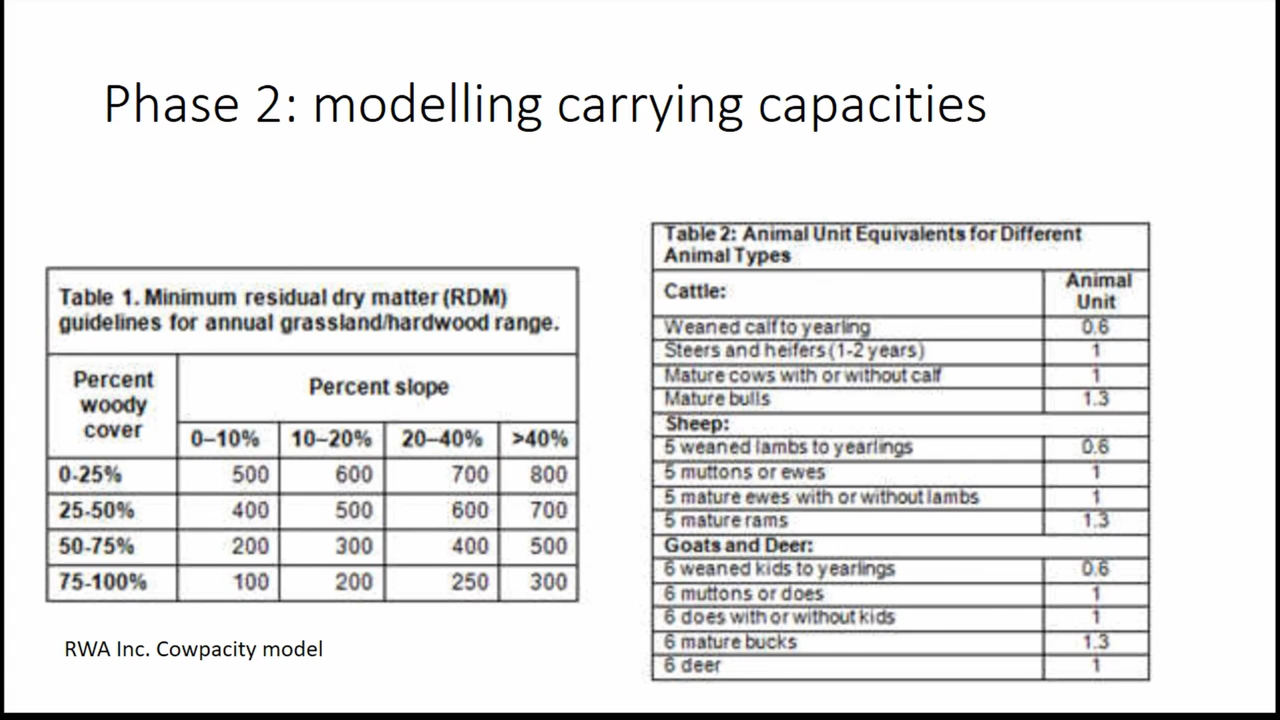 Phase 2: modelling carrying capacities
Table 1. Minimum residual dry matter (RDM)
guidelines for annual grassland/hardwood range.
Percent
woody
cover
Percent slope
0–10% 10–20% 20–40% >40%
0-25% 500 600 700 800
25-50% 400 500 600 700
50-75% 200 300 400 500
75-100% 100 200 250 300
RWA Inc. Cowpacity model
Table 2: Animal Unit Equivalents for Different
Animal Types
Cattle:
Animal
Unit
Weaned calf to yearling 0.6
Steers and heifers (1-2 years) 1
Mature cows with or without calf 1
Mature bulls 1.3
Sheep:
5 weaned lambs to yearlings 0.6
5 muttons or ewes 1
5 mature ewes with or without lambs 1
5 mature rams 1.3
Goats and Deer:
6 weaned kids to yearlings 0.6
6 muttons or does 1
6 does with or without kids 1
6 mature bucks 1.3
6 deer 1